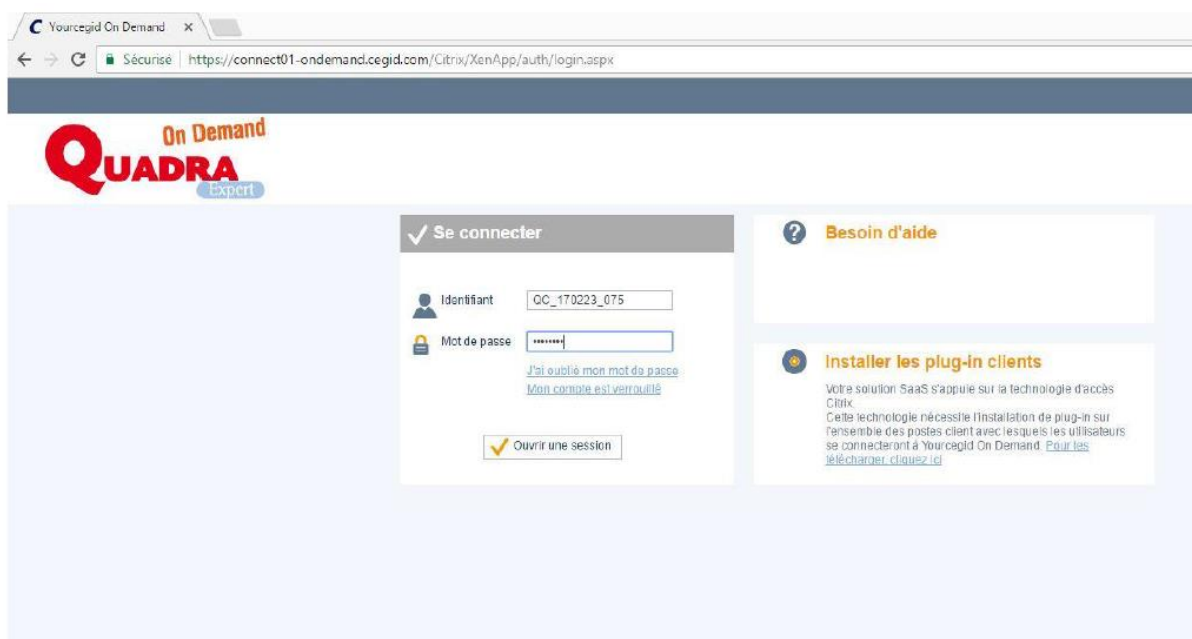 Yourcegid On Demand
Sécurisé https://connect01-ondemand.cegid.com/Citrix/XenApp/auth/login.aspx
On Demand
QUADRA
Expert
Se connecter
Identifiant QC_170223_075
Mot de passe ••••••••
J'ai oublié mon mot de passe
Mon compte est verrouillé
Ouvrir une session
Besoin d'aide
Installer les plug-in clients
Votre solution SaaS s'appuie sur la technologie d'accès
Citrix.
Cette technologie nécessite l'installation de plug-in sur
l'ensemble des postes client avec lesquels les utilisateurs
se connecteront à Yourcegid On Demand. Pour les
télécharger, cliquez ici